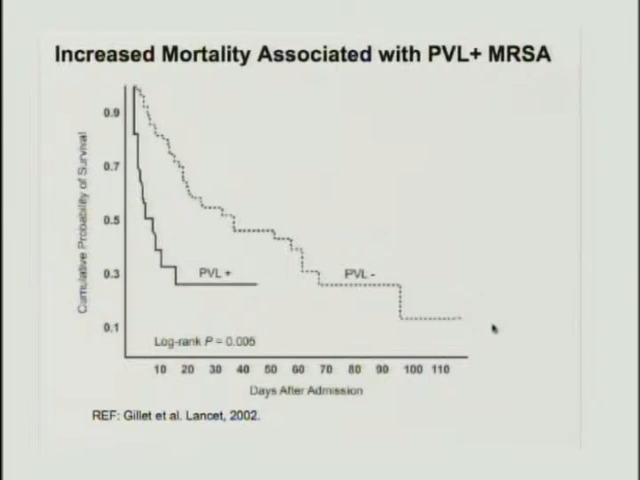 Increased Mortality Associated with PVL+ MRSA
0.9
0.7
0.5
0.3
0.1
Cumulative Probability of Survival
PVL +
PVL -
Log-rank P = 0.005
10 20 30 40 50 60 70 80 90 100 110
Days After Admission
REF: Gillet et al. Lancet, 2002.